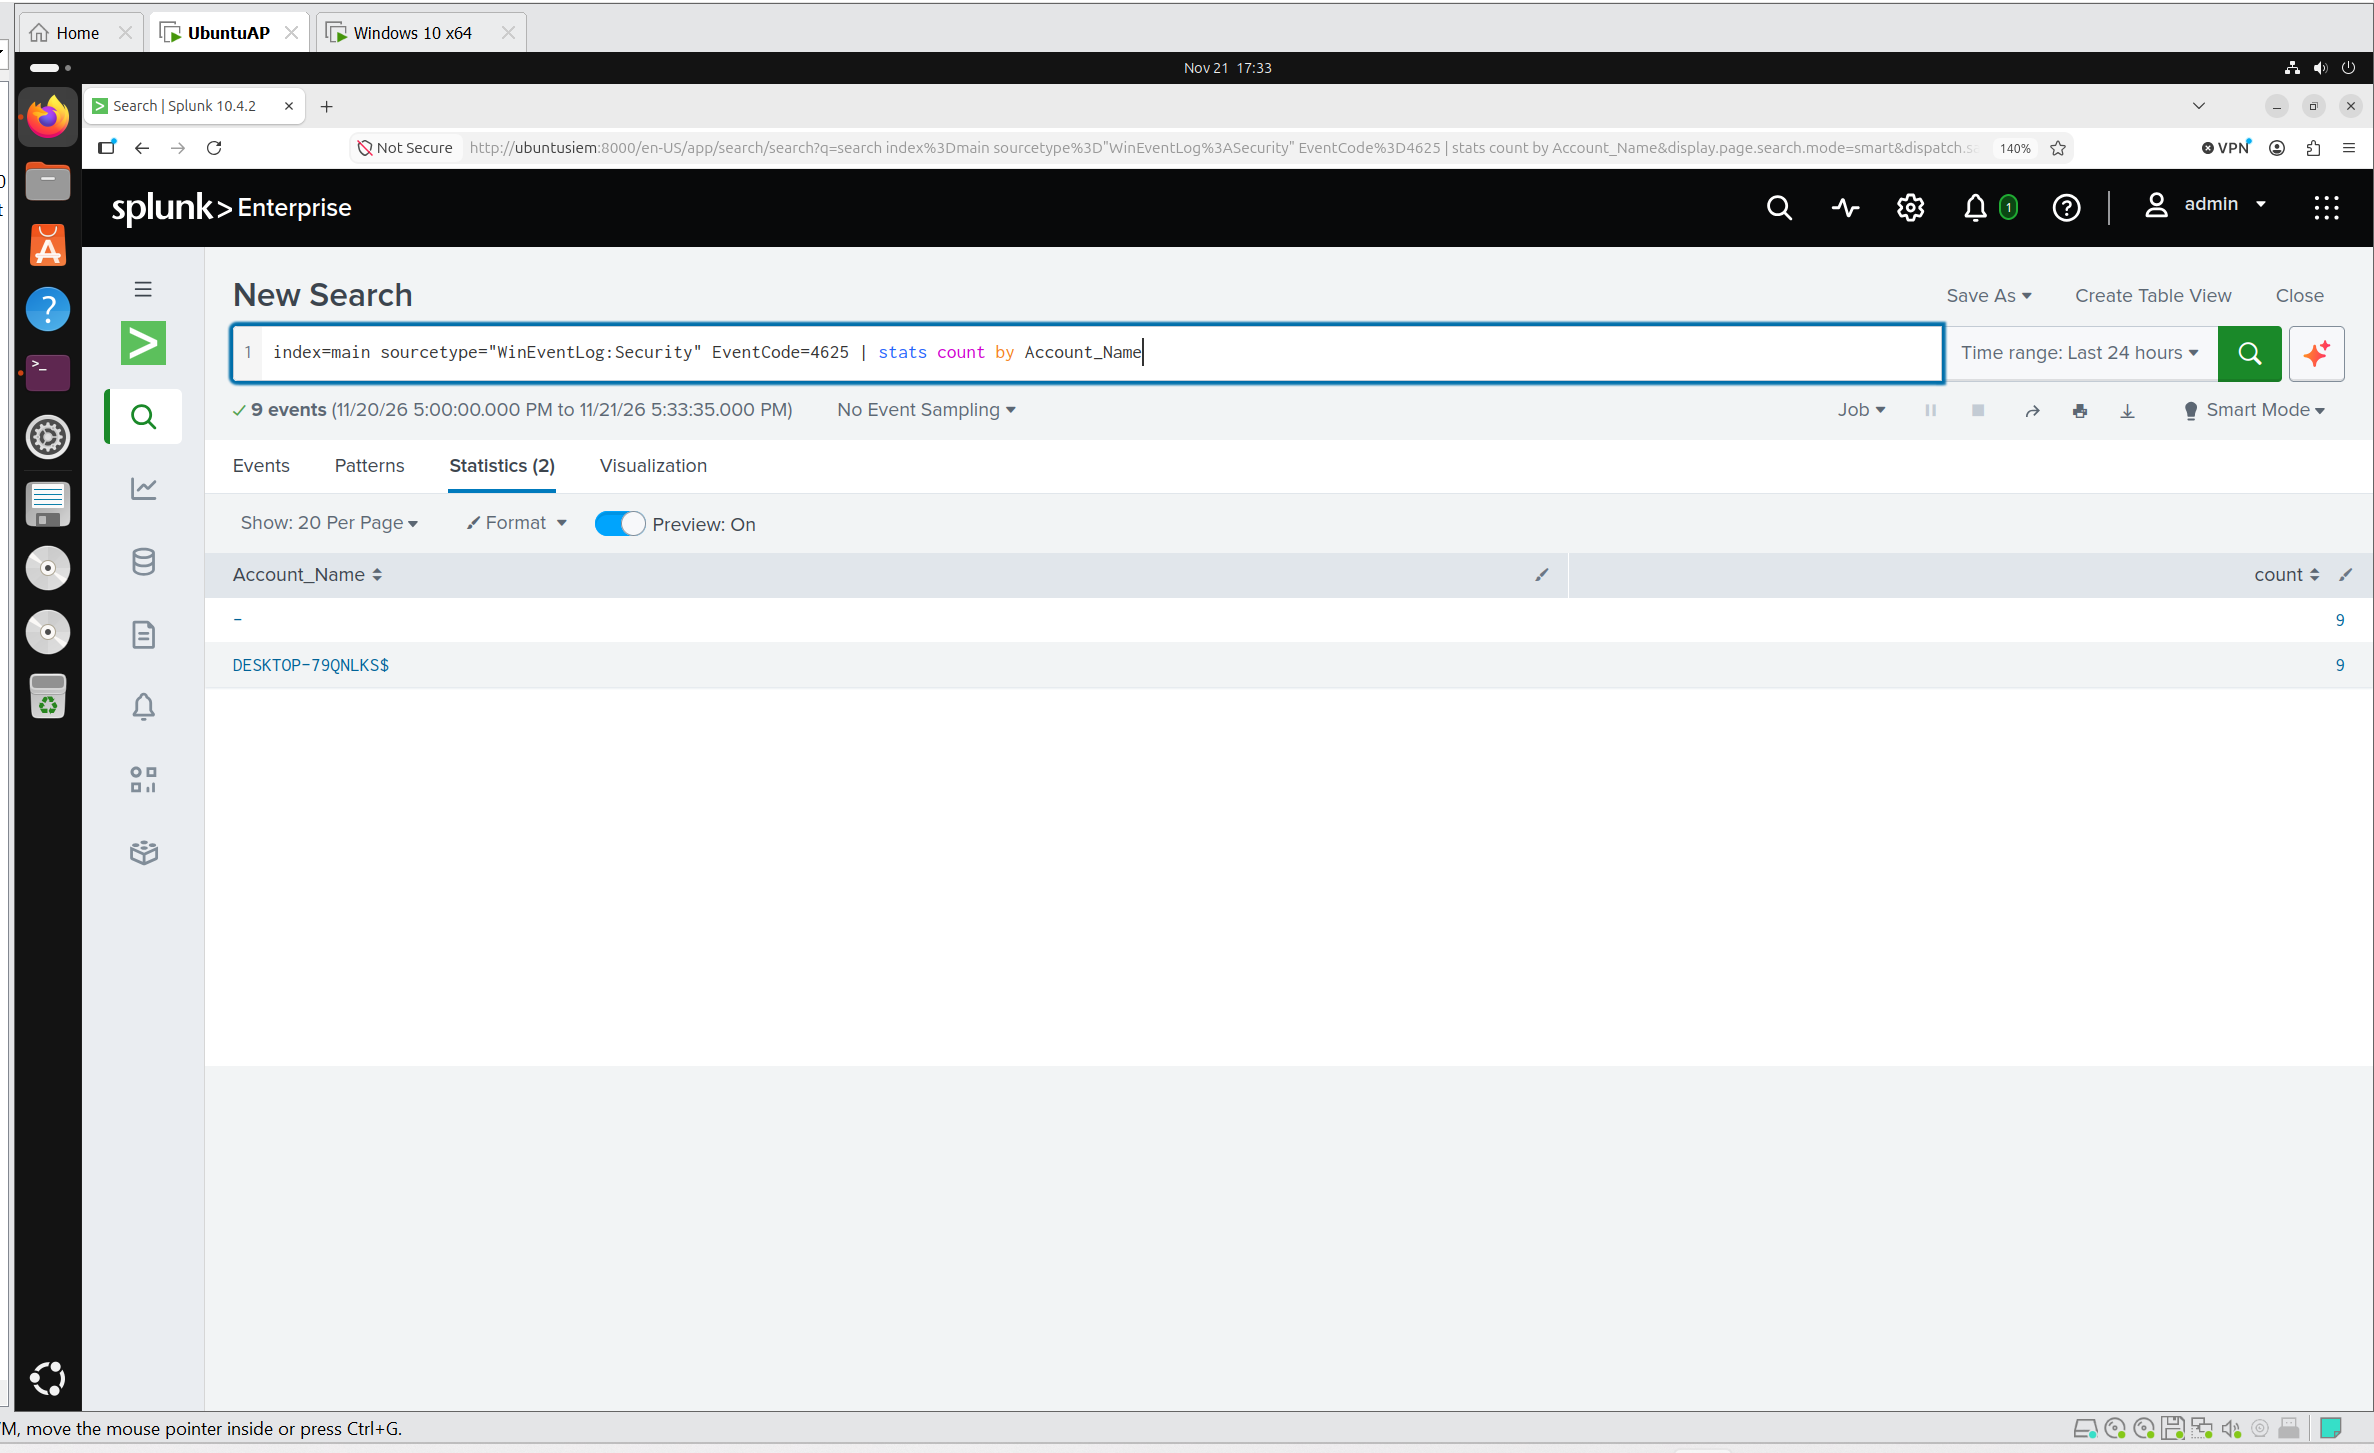 Home
UbuntuAP
Windows 10 x64
Nov 21 17:33
Search | Splunk 10.4.2
Not Secure
http://ubuntusiem:8000/en-US/app/search/search?q=search index%3Dmain sourcetype%3D"WinEventLog%3ASecurity" EventCode%3D4625 | stats count by Account_Name&display.page.search.mode=smart&dispatch.sa
140%
VPN
splunk> Enterprise
1
admin
New Search
Save As
Create Table View
Close
1 index=main sourcetype="WinEventLog:Security" EventCode=4625 | stats count by Account_Name
Time range: Last 24 hours
9 events (11/20/26 5:00:00.000 PM to 11/21/26 5:33:35.000 PM)
No Event Sampling
Job
Smart Mode
Events
Patterns
Statistics (2)
Visualization
Show: 20 Per Page
Format
Preview: On
Account_Name
count
-
9
DESKTOP-79QNLKS$
9
M, move the mouse pointer inside or press Ctrl+G.